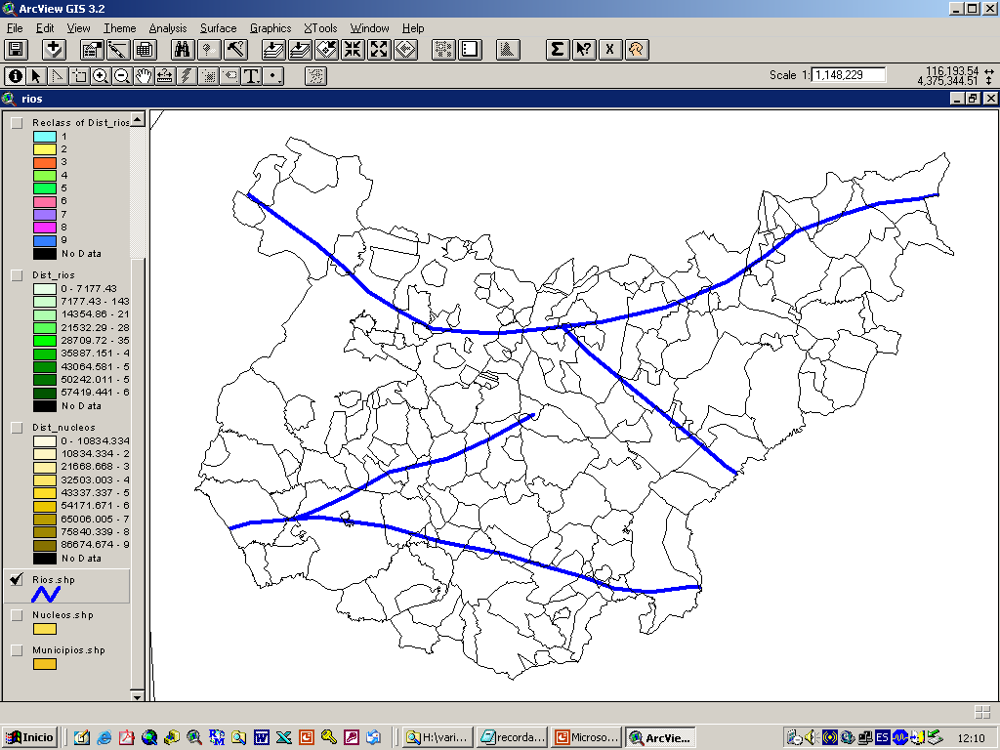 ArcView GIS 3.2
File Edit View Theme Analysis Surface Graphics XTools Window Help
Scale 1: 1,148,229
116,193.54
4,375,344.51
rios
Reclass of Dist_rios
1
2
3
4
5
6
7
8
9
No Data
Dist_rios
0 - 7177.43
7177.43 - 143
14354.86 - 21
21532.29 - 28
28709.72 - 35
35887.151 - 4
43064.581 - 5
50242.011 - 5
57419.441 - 6
No Data
Dist_nucleos
0 - 10834.334
10834.334 - 2
21668.668 - 3
32503.003 - 4
43337.337 - 5
54171.671 - 6
65006.005 - 7
75840.339 - 8
86674.674 - 9
No Data
Rios.shp
Nucleos.shp
Municipios.shp
Inicio
H:\vari...
recorda...
Microso...
ArcVie...
ES
12:10